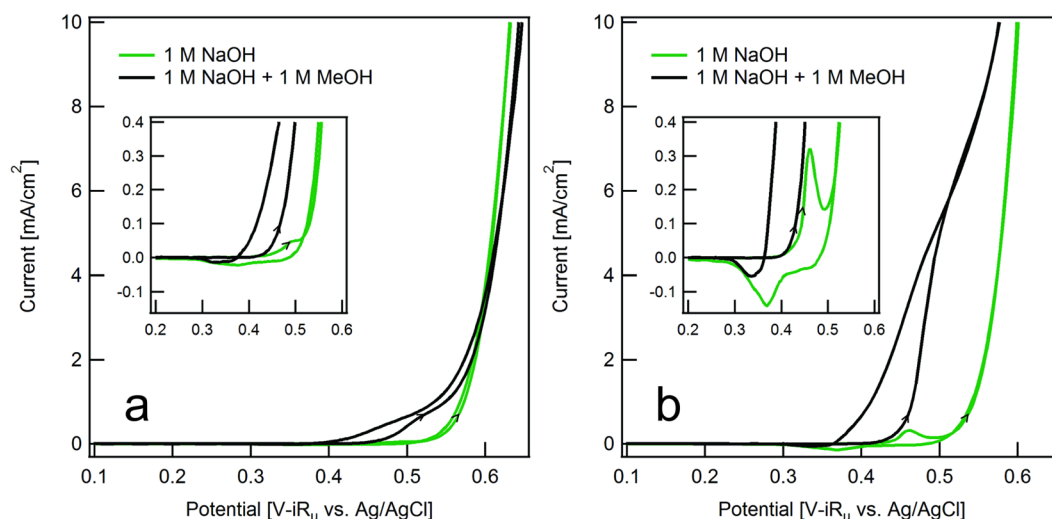 10
8
6
4
2
0
Current [mA/cm²]
1 M NaOH
1 M NaOH + 1 M MeOH
0.4
0.3
0.2
0.1
0.0
-0.1
0.2 0.3 0.4 0.5 0.6
a
0.1 0.2 0.3 0.4 0.5 0.6
Potential [V-iRᵤ vs. Ag/AgCl]
10
8
6
4
2
0
Current [mA/cm²]
1 M NaOH
1 M NaOH + 1 M MeOH
0.4
0.3
0.2
0.1
0.0
-0.1
0.2 0.3 0.4 0.5 0.6
b
0.1 0.2 0.3 0.4 0.5 0.6
Potential [V-iRᵤ vs. Ag/AgCl]